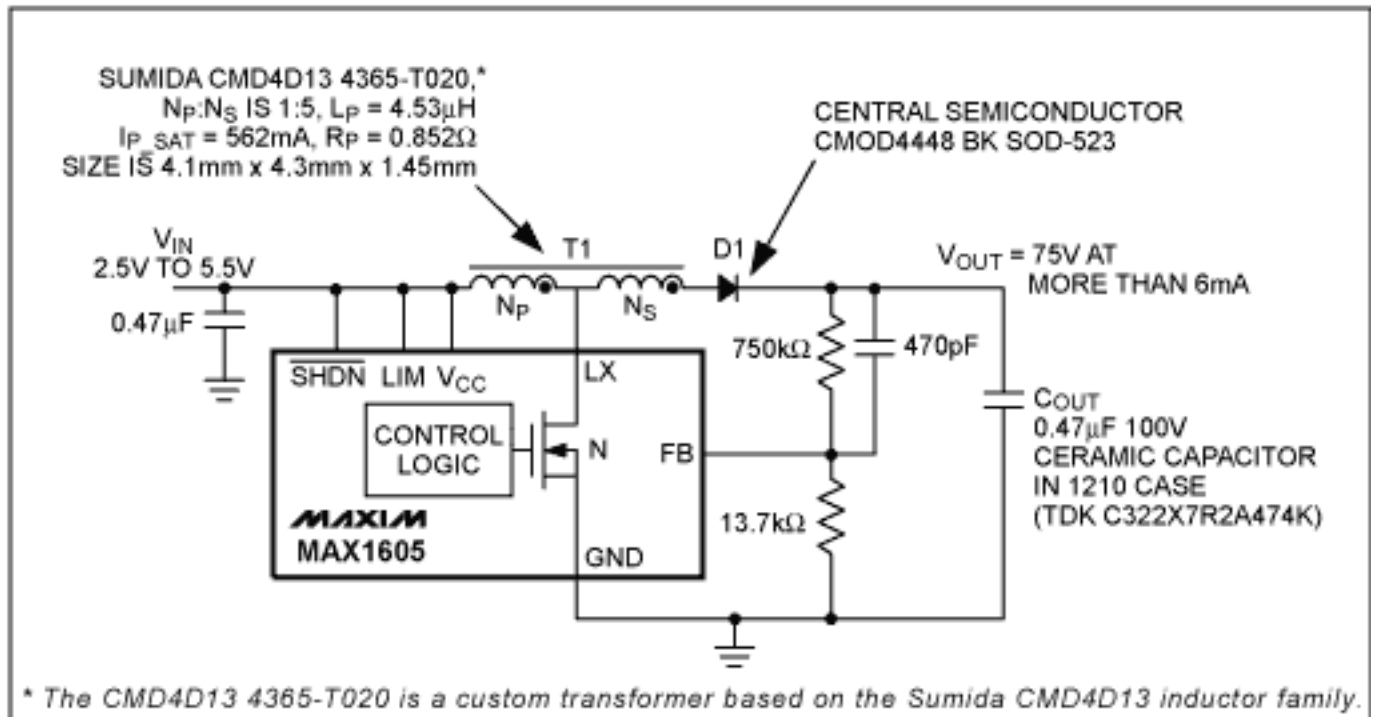 SUMIDA CMD4D13 4365-T020,*
NP:NS IS 1:5, LP = 4.53μH
IP_SAT = 562mA, RP = 0.852Ω
SIZE IS 4.1mm x 4.3mm x 1.45mm
CENTRAL SEMICONDUCTOR
CMOD4448 BK SOD-523
VIN
2.5V TO 5.5V
T1
D1
VOUT = 75V AT
MORE THAN 6mA
NP
NS
0.47μF
750kΩ
470pF
SHDN
LIM
VCC
LX
COUT
0.47μF 100V
CERAMIC CAPACITOR
IN 1210 CASE
(TDK C322X7R2A474K)
CONTROL
LOGIC
N
FB
13.7kΩ
MAXIM
MAX1605
GND
* The CMD4D13 4365-T020 is a custom transformer based on the Sumida CMD4D13 inductor family.